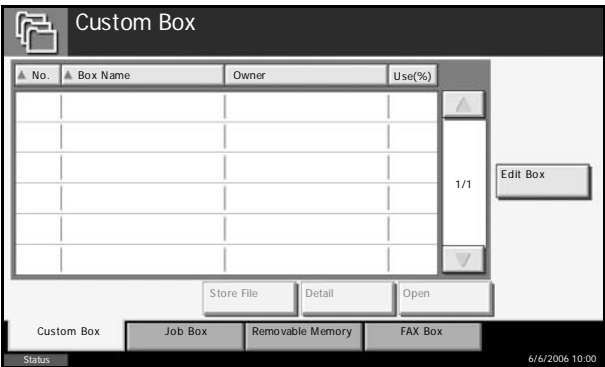 Custom Box
No. Box Name Owner Use(%)
1/1
Edit Box
Store File Detail Open
Custom Box Job Box Removable Memory FAX Box
Status 6/6/2006 10:00